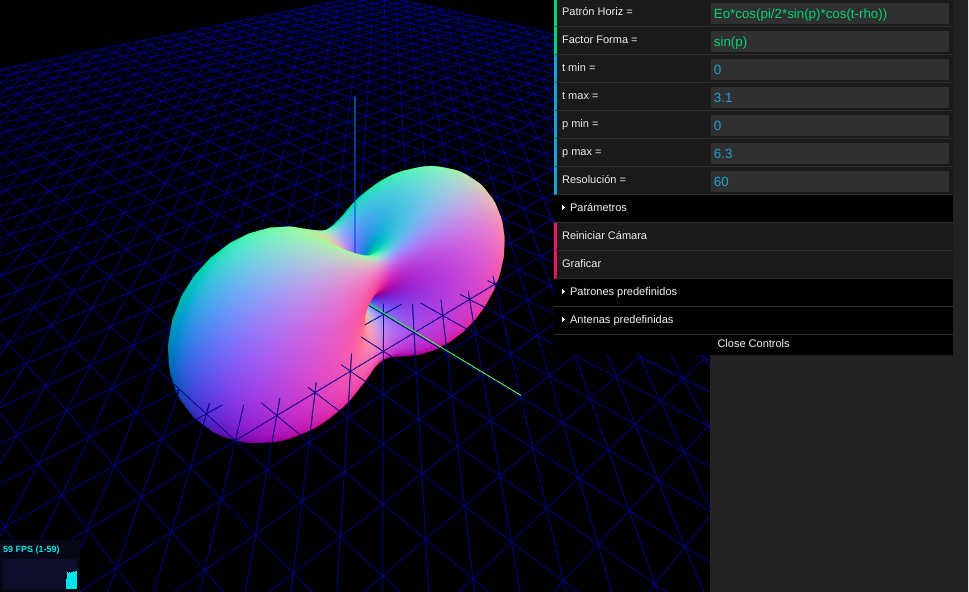 Patrón Horiz = Eo*cos(pi/2*sin(p)*cos(t-rho))
Factor Forma = sin(p)
t min = 0
t max = 3.1
p min = 0
p max = 6.3
Resolución = 60
Parámetros
Reiniciar Cámara
Graficar
Patrones predefinidos
Antenas predefinidas
Close Controls
59 FPS (1-59)